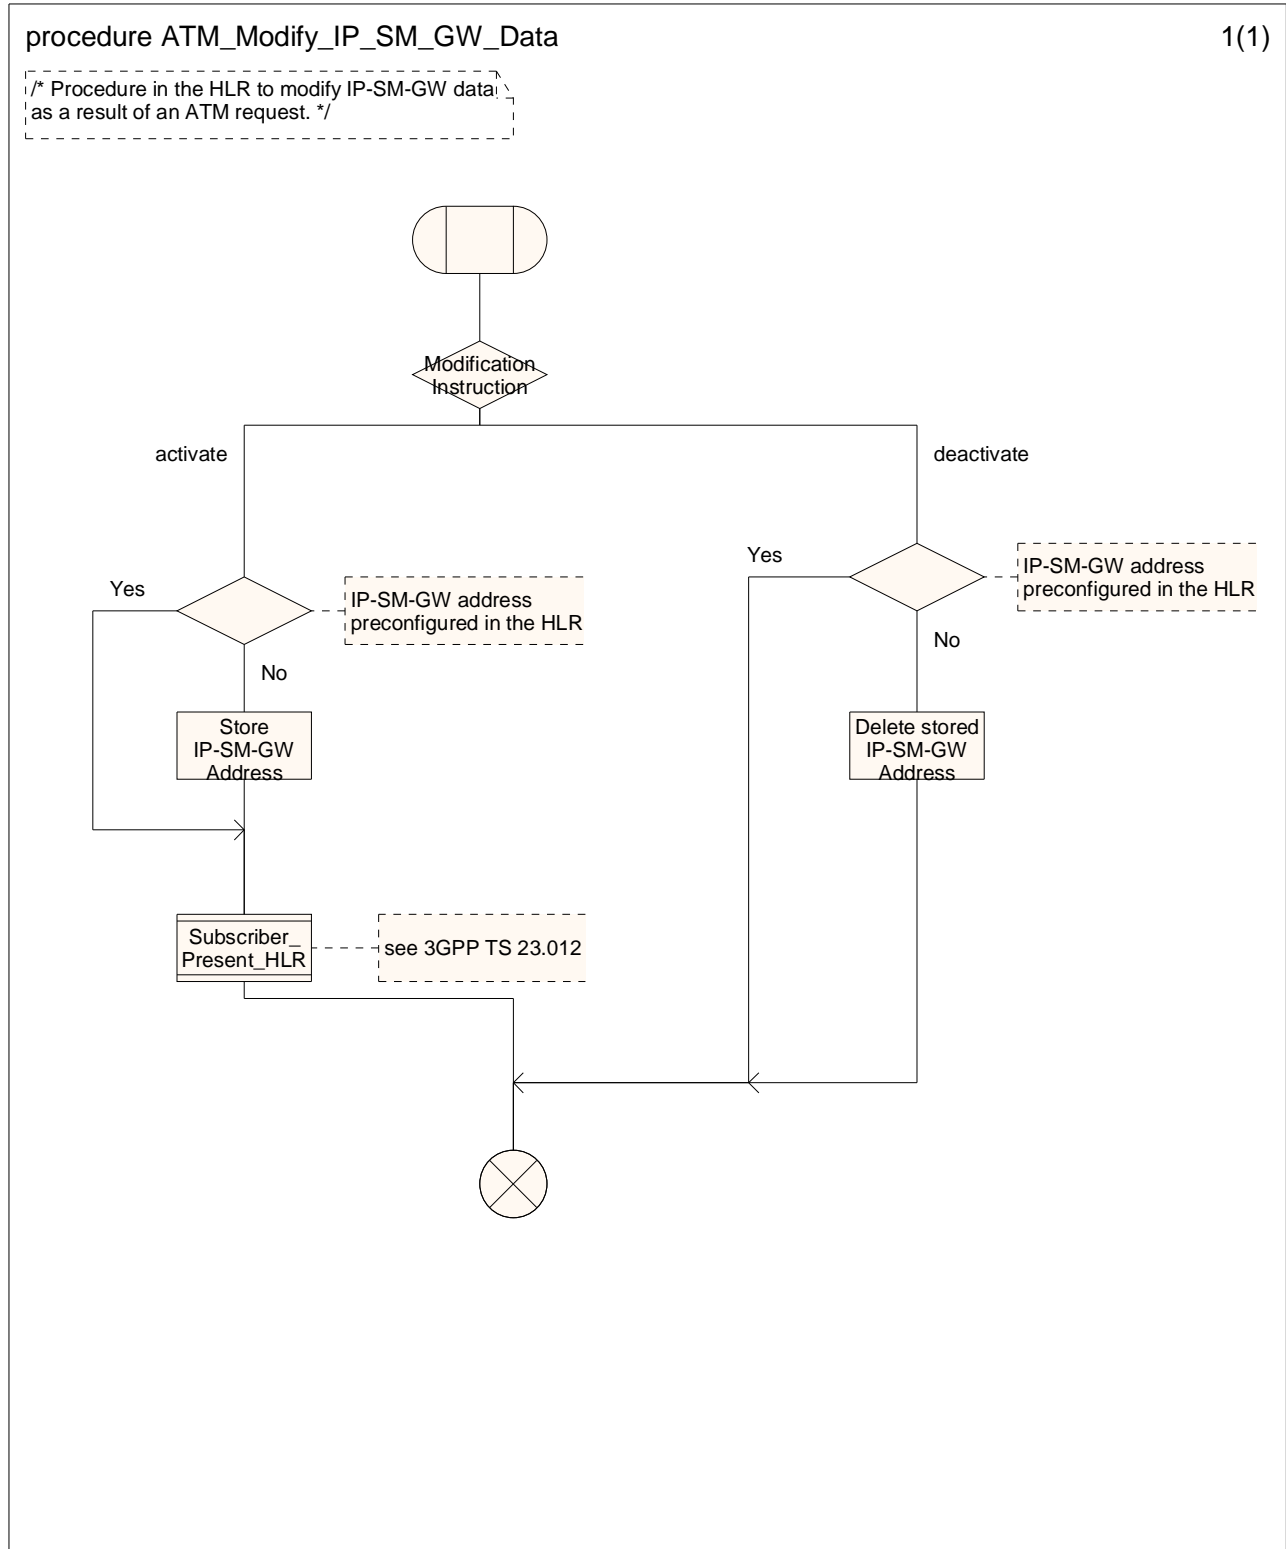 procedure ATM_Modify_IP_SM_GW_Data
1(1)
/* Procedure in the HLR to modify IP-SM-GW data
as a result of an ATM request. */
Modification
Instruction
activate
deactivate
Yes
IP-SM-GW address
preconfigured in the HLR
No
Yes
IP-SM-GW address
preconfigured in the HLR
No
Store
IP-SM-GW
Address
Delete stored
IP-SM-GW
Address
Subscriber_
Present_HLR
see 3GPP TS 23.012